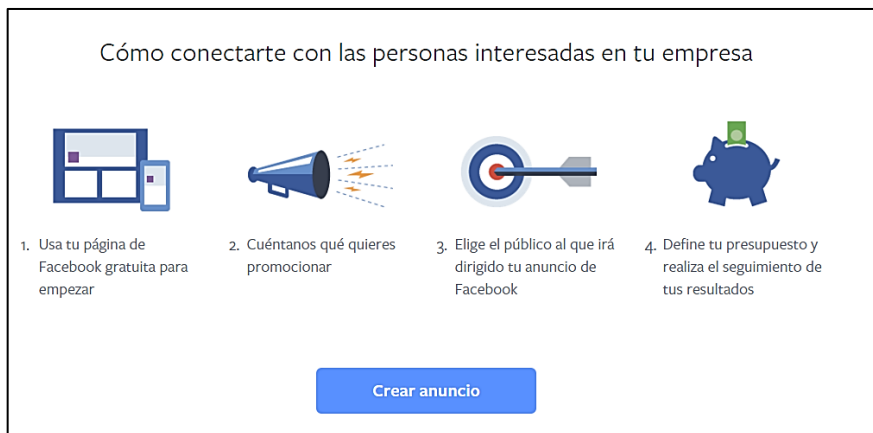 Cómo conectarte con las personas interesadas en tu empresa
1. Usa tu página de
Facebook gratuita para
empezar
2. Cuéntanos qué quieres
promocionar
3. Elige el público al que irá
dirigido tu anuncio de
Facebook
4. Define tu presupuesto y
realiza el seguimiento de
tus resultados
Crear anuncio